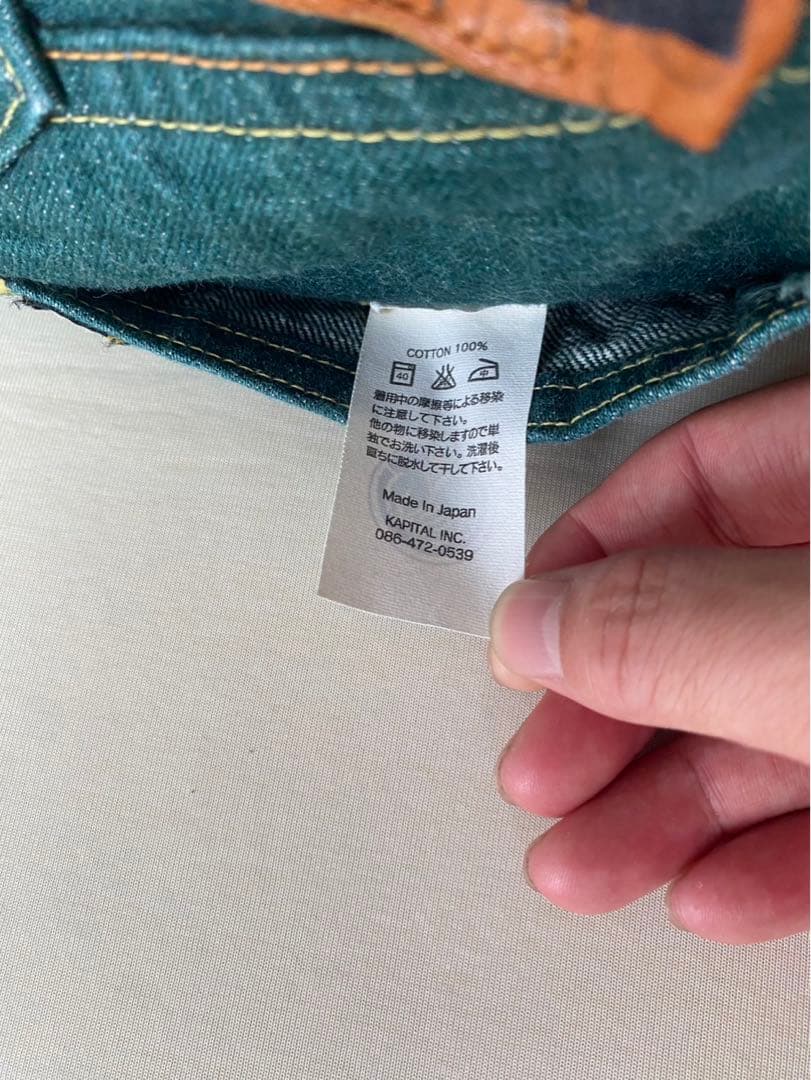 COTTON 100%
40 中
着用中の摩擦等による移染
に注意して下さい。
他の物に移染しますので単
独でお洗い下さい。洗濯後
直ちに脱水して干して下さい。
Made In Japan
KAPITAL INC.
086-472-0539